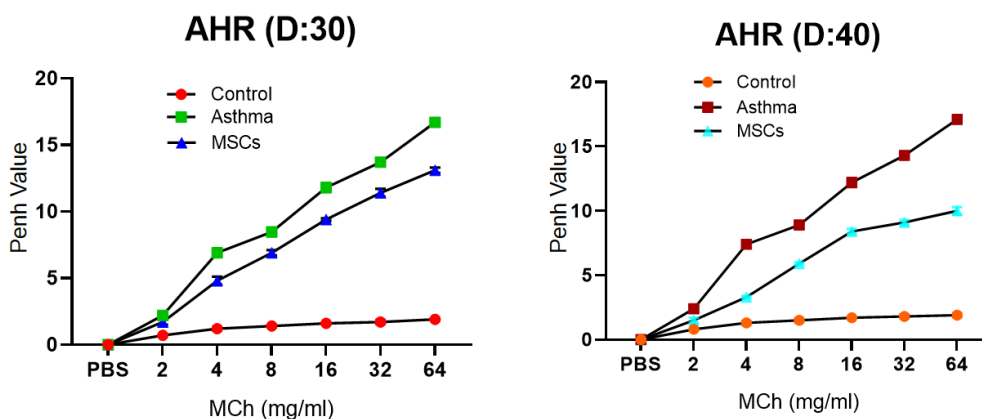 AHR (D:30)
Control
Asthma
MSCs
Penh Value
20
15
10
5
0
PBS 2 4 8 16 32 64
MCh (mg/ml)
AHR (D:40)
Control
Asthma
MSCs
Penh Value
20
15
10
5
0
PBS 2 4 8 16 32 64
MCh (mg/ml)